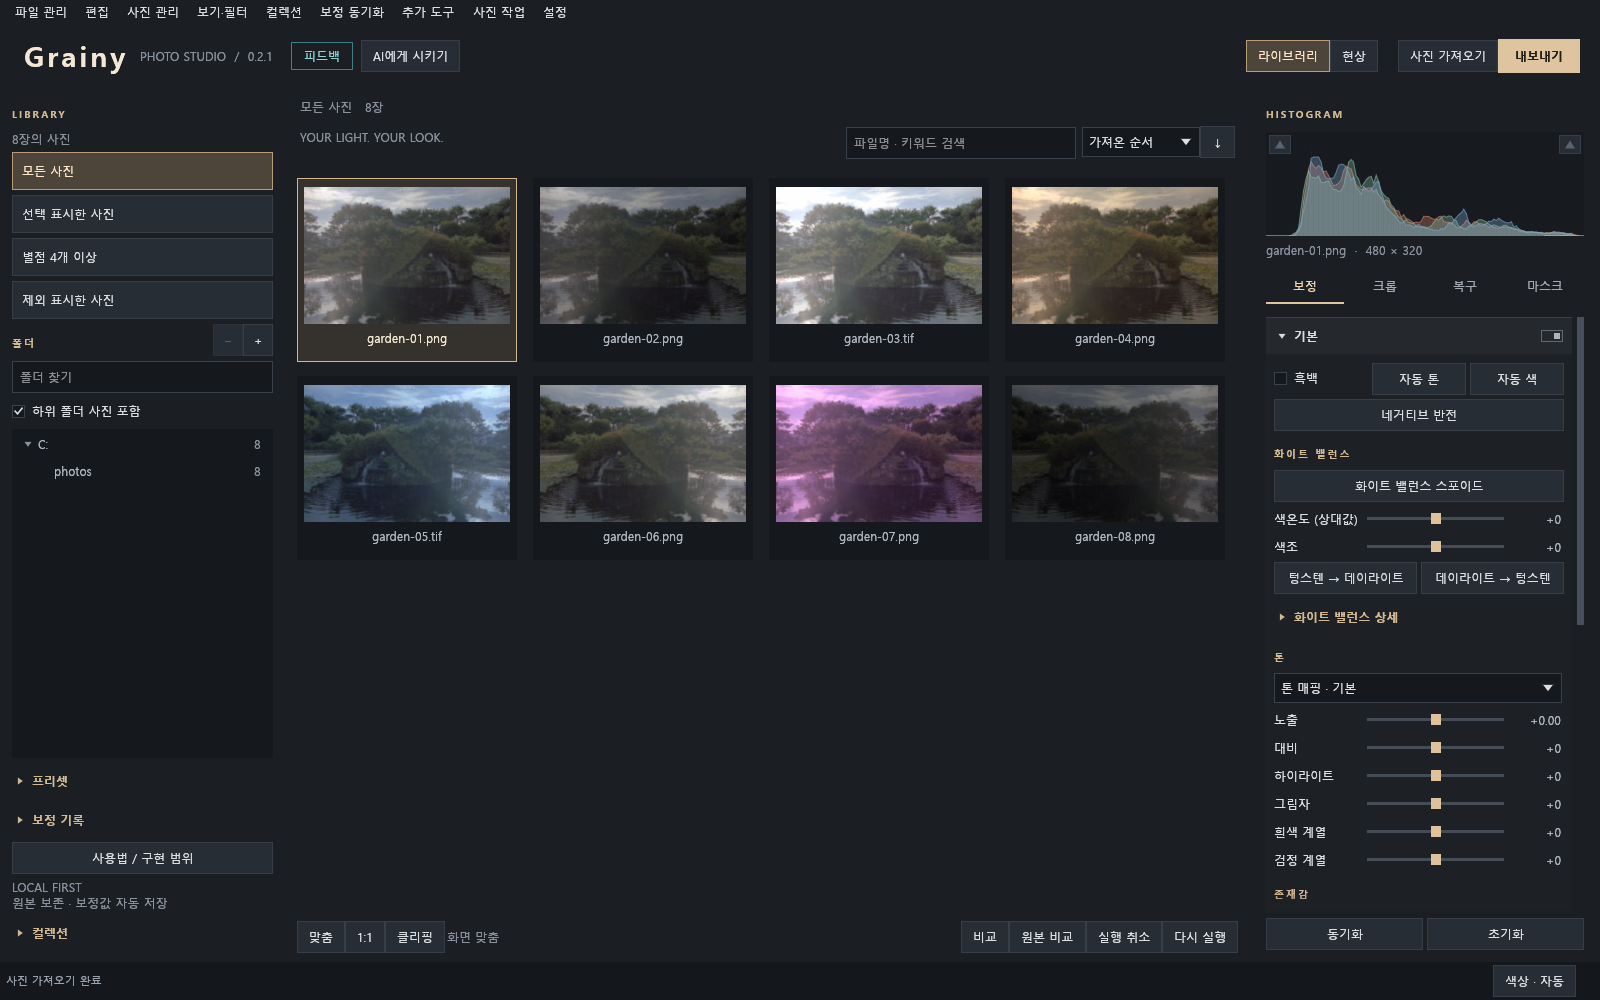 파일 관리 편집 사진 관리 보기·필터 컬렉션 보정 동기화 추가 도구 사진 작업 설정
Grainy PHOTO STUDIO / 0.2.1 피드백 AI에게 시키기 라이브러리 현상 사진 가져오기 내보내기
LIBRARY
8장의 사진
모든 사진
선택 표시한 사진
별점 4개 이상
제외 표시한 사진
폴더 − +
폴더 찾기
하위 폴더 사진 포함
C: 8
photos 8
프리셋
보정 기록
사용법 / 구현 범위
LOCAL FIRST
원본 보존 · 보정값 자동 저장
컬렉션
모든 사진 8장
YOUR LIGHT. YOUR LOOK.
파일명 · 키워드 검색 가져온 순서 ↓
garden-01.png garden-02.png garden-03.tif garden-04.png
garden-05.tif garden-06.png garden-07.png garden-08.png
맞춤 1:1 클리핑 화면 맞춤 비교 원본 비교 실행 취소 다시 실행
HISTOGRAM
garden-01.png · 480 × 320
보정 크롭 복구 마스크
기본
흑백 자동 톤 자동 색
네거티브 반전
화이트 밸런스
화이트 밸런스 스포이드
색온도 (상대값) +0
색조 +0
텅스텐 → 데이라이트 데이라이트 → 텅스텐
화이트 밸런스 상세
톤
톤 매핑 · 기본
노출 +0.00
대비 +0
하이라이트 +0
그림자 +0
흰색 계열 +0
검정 계열 +0
존재감
동기화 초기화
사진 가져오기 완료 색상 · 자동